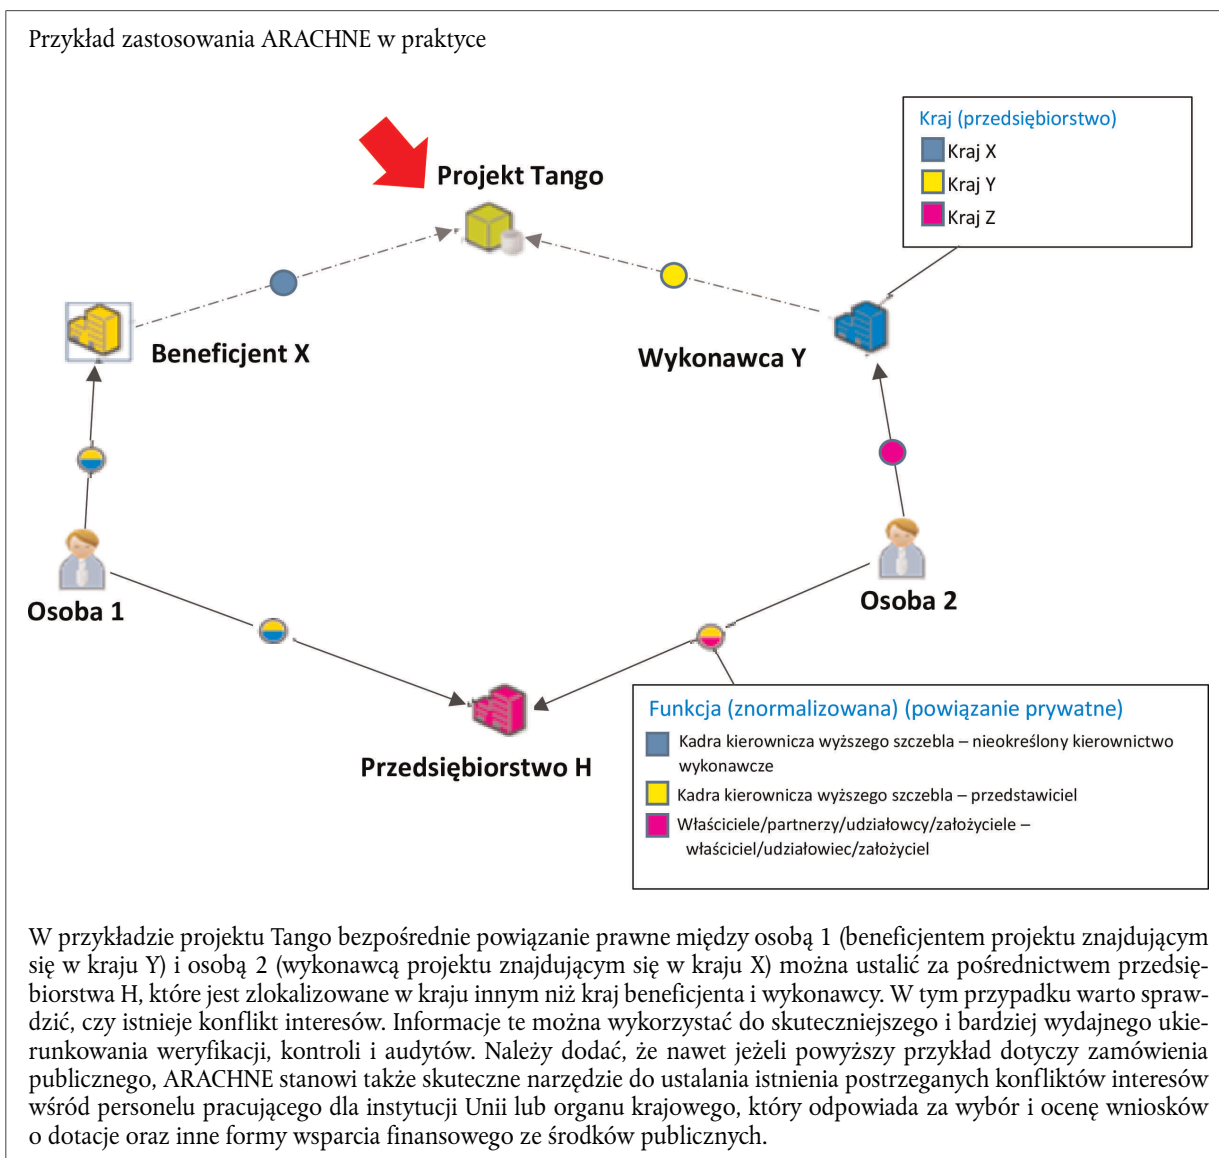 Przykład zastosowania ARACHNE w praktyce
Kraj (przedsiębiorstwo)
Kraj X
Kraj Y
Kraj Z
Projekt Tango
Beneficjent X
Wykonawca Y
Osoba 1
Osoba 2
Przedsiębiorstwo H
Funkcja (znormalizowana) (powiązanie prywatne)
Kadra kierownicza wyższego szczebla – nieokreślony kierownictwo
wykonawcze
Kadra kierownicza wyższego szczebla – przedstawiciel
Właściciele/partnerzy/udziałowcy/założyciele –
właściciel/udziałowiec/założyciel
W przykładzie projektu Tango bezpośrednie powiązanie prawne między osobą 1 (beneficjentem projektu znajdującym
się w kraju Y) i osobą 2 (wykonawcą projektu znajdującym się w kraju X) można ustalić za pośrednictwem przedsię-
biorstwa H, które jest zlokalizowane w kraju innym niż kraj beneficjenta i wykonawcy. W tym przypadku warto spraw-
dzić, czy istnieje konflikt interesów. Informacje te można wykorzystać do skuteczniejszego i bardziej wydajnego ukie-
runkowania weryfikacji, kontroli i audytów. Należy dodać, że nawet jeżeli powyższy przykład dotyczy zamówienia
publicznego, ARACHNE stanowi także skuteczne narzędzie do ustalania istnienia postrzeganych konfliktów interesów
wśród personelu pracującego dla instytucji Unii lub organu krajowego, który odpowiada za wybór i ocenę wniosków
o dotacje oraz inne formy wsparcia finansowego ze środków publicznych.